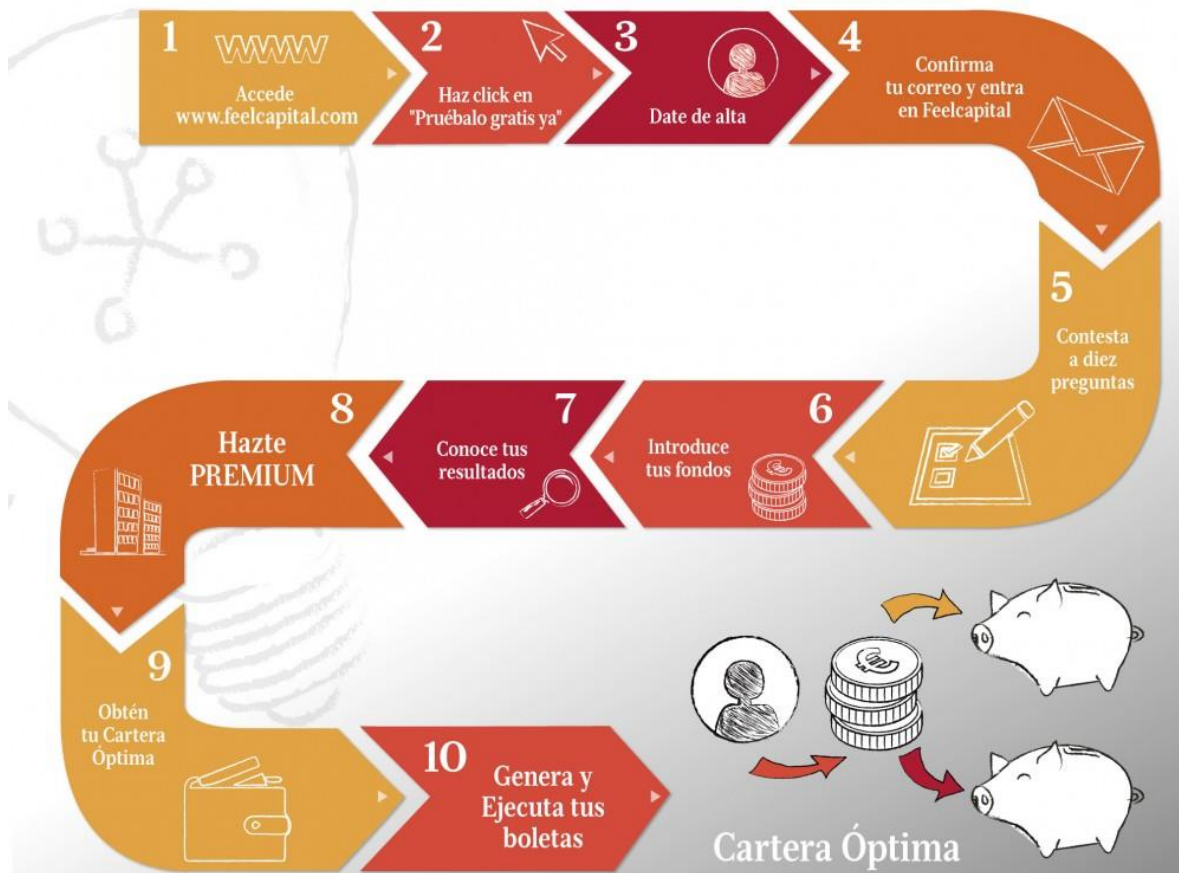 1
WWW
Accede
www.feelcapital.com
2
Haz click en
"Pruébalo gratis ya"
3
Date de alta
4
Confirma
tu correo y entra
en Feelcapital
5
Contesta
a diez
preguntas
6
Introduce
tus fondos
7
Conoce tus
resultados
8
Hazte
PREMIUM
9
Obtén
tu Cartera
Óptima
10
Genera y
Ejecuta tus
boletas
Cartera Óptima